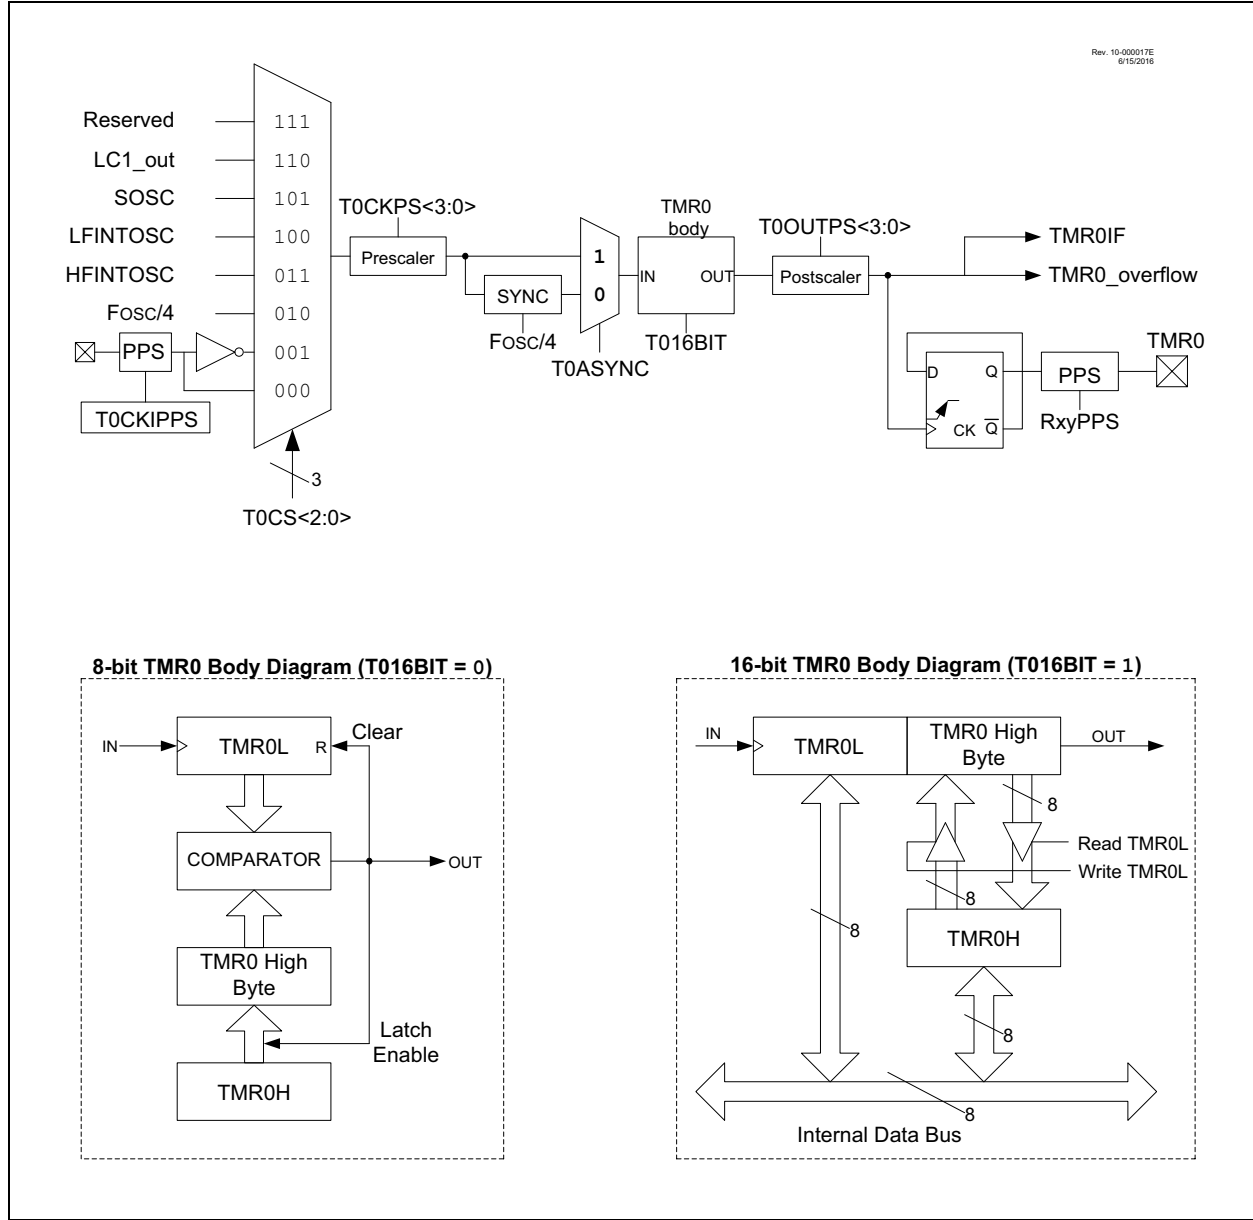 Rev. 10-000017E
6/15/2016
Reserved
111
LC1_out
110
SOSC
101
LFINTOSC
100
HFINTOSC
011
FOSC/4
010
PPS
001
000
T0CKIPPS
3
T0CS<2:0>
T0CKPS<3:0>
Prescaler
SYNC
FOSC/4
1
0
T0ASYNC
TMR0
body
IN
OUT
T016BIT
T0OUTPS<3:0>
Postscaler
TMR0IF
TMR0_overflow
TMR0
D
Q
CK
Q̅
PPS
RxyPPS
8-bit TMR0 Body Diagram (T016BIT = 0)
IN
TMR0L
R
Clear
COMPARATOR
OUT
TMR0 High
Byte
Latch
Enable
TMR0H
16-bit TMR0 Body Diagram (T016BIT = 1)
IN
TMR0L
TMR0 High
Byte
OUT
8
Read TMR0L
Write TMR0L
8
8
TMR0H
8
8
Internal Data Bus